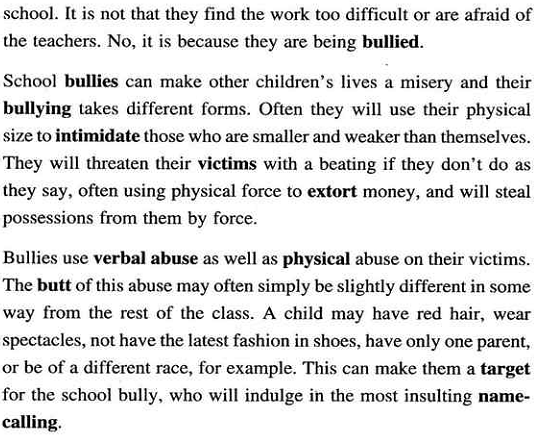 school. It is not that they find the work too difficult or are afraid of
the teachers. No, it is because they are being bullied.
School bullies can make other children's lives a misery and their
bullying takes different forms. Often they will use their physical
size to intimidate those who are smaller and weaker than themselves.
They will threaten their victims with a beating if they don't do as
they say, often using physical force to extort money, and will steal
possessions from them by force.
Bullies use verbal abuse as well as physical abuse on their victims.
The butt of this abuse may often simply be slightly different in some
way from the rest of the class. A child may have red hair, wear
spectacles, not have the latest fashion in shoes, have only one parent,
or be of a different race, for example. This can make them a target
for the school bully, who will indulge in the most insulting name-
calling.